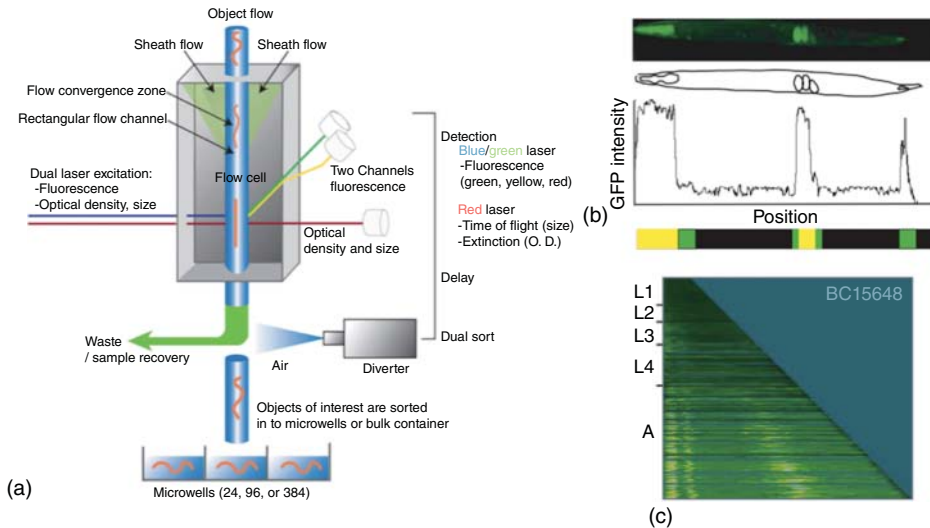 Object flow
Sheath flow
Sheath flow
Flow convergence zone
Rectangular flow channel
Flow cell
Dual laser excitation:
-Fluorescence
-Optical density, size
Two Channels
fluorescence
Optical
density and size
Detection
Blue/green laser
-Fluorescence
(green, yellow, red)
Red laser
-Time of flight (size)
-Extinction (O. D.)
Delay
Dual sort
Waste
/ sample recovery
Air
Diverter
Objects of interest are sorted
in to microwells or bulk container
Microwells (24, 96, or 384)
(a)
GFP intensity
Position
(b)
BC15648
L1
L2
L3
L4
A
(c)